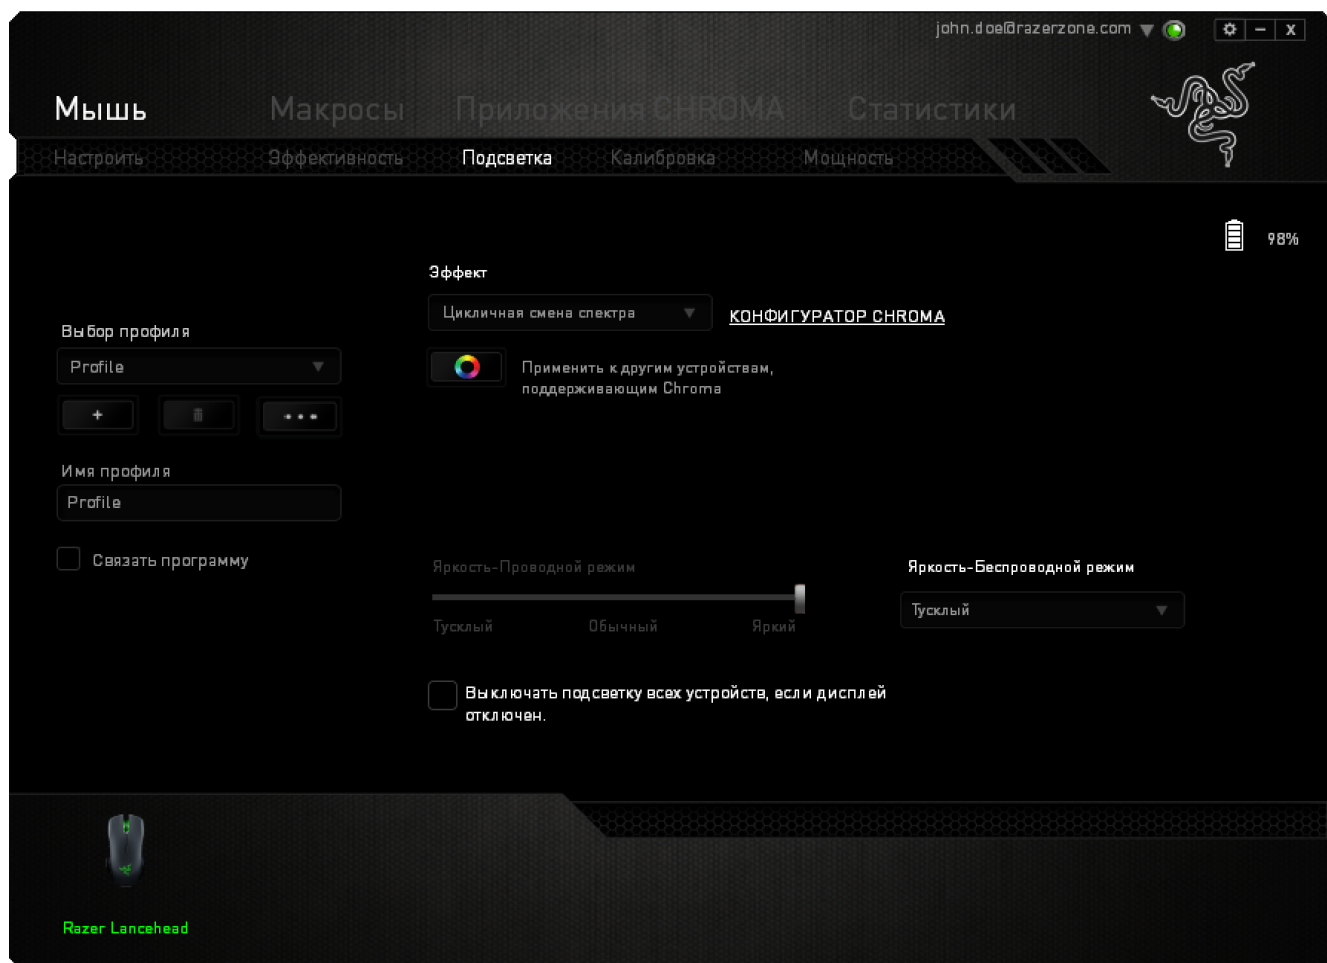 john.doe@razerzone.com
Мышь
Макросы
Приложения CHROMA
Статистики
Настроить
Эффективность
Подсветка
Калибровка
Мощность
98%
Эффект
Цикличная смена спектра
КОНФИГУРАТОР CHROMA
Применить к другим устройствам,
поддерживающим Chroma
Выбор профиля
Profile
Имя профиля
Profile
Связать программу
Яркость-Проводной режим
Тусклый
Обычный
Яркий
Яркость-Беспроводной режим
Тусклый
Выключать подсветку всех устройств, если дисплей
отключен.
Razer Lancehead